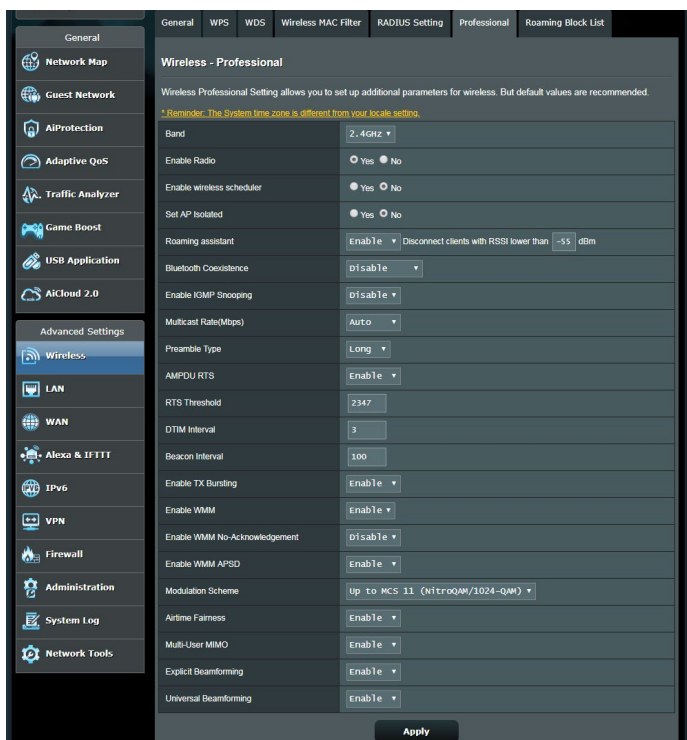 General
Network Map
Guest Network
AiProtection
Adaptive QoS
Traffic Analyzer
Game Boost
USB Application
AiCloud 2.0
Advanced Settings
Wireless
LAN
WAN
Alexa & IFTTT
IPv6
VPN
Firewall
Administration
System Log
Network Tools
General WPS WDS Wireless MAC Filter RADIUS Setting Professional Roaming Block List
Wireless - Professional
Wireless Professional Setting allows you to set up additional parameters for wireless. But default values are recommended.
* Reminder: The System time zone is different from your locale setting.
Band 2.4GHz
Enable Radio Yes No
Enable wireless scheduler Yes No
Set AP Isolated Yes No
Roaming assistant Enable Disconnect clients with RSSI lower than -55 dBm
Bluetooth Coexistence Disable
Enable IGMP Snooping Disable
Multicast Rate(Mbps) Auto
Preamble Type Long
AMPDU RTS Enable
RTS Threshold 2347
DTIM Interval 3
Beacon Interval 100
Enable TX Bursting Enable
Enable WMM Enable
Enable WMM No-Acknowledgement Disable
Enable WMM APSD Enable
Modulation Scheme Up to MCS 11 (NitroQAM/1024-QAM)
Airtime Fairness Enable
Multi-User MIMO Enable
Explicit Beamforming Enable
Universal Beamforming Enable
Apply